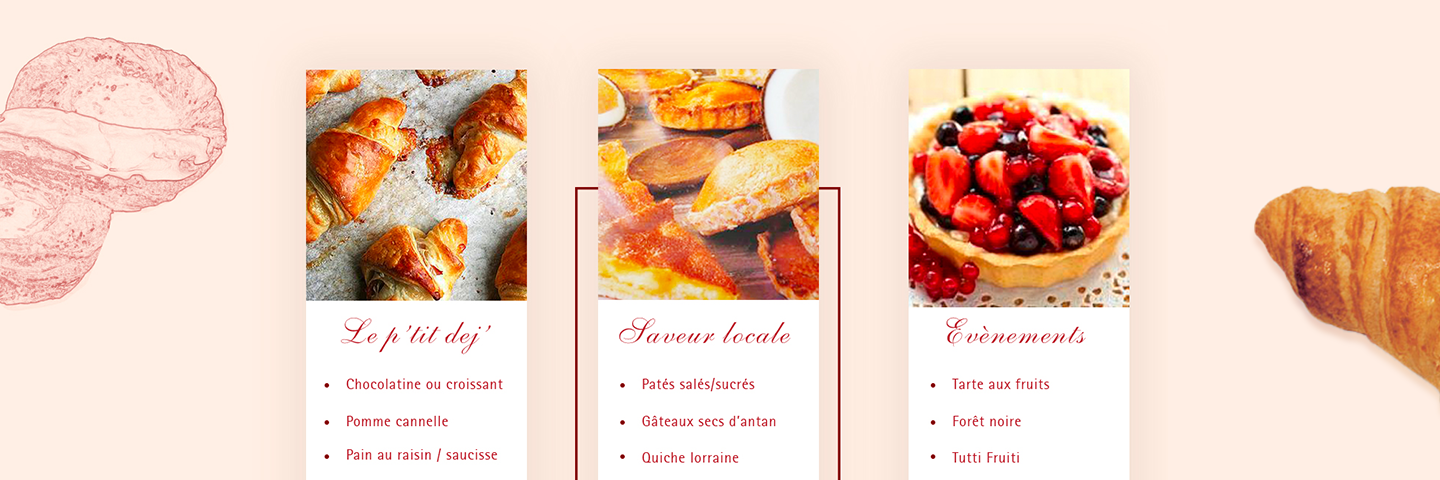 Le p'tit dej'
• Chocolatine ou croissant
• Pomme cannelle
• Pain au raisin / saucisse
Saveur locale
• Patés salés/sucrés
• Gâteaux secs d'antan
• Quiche lorraine
Evènements
• Tarte aux fruits
• Forêt noire
• Tutti Fruiti